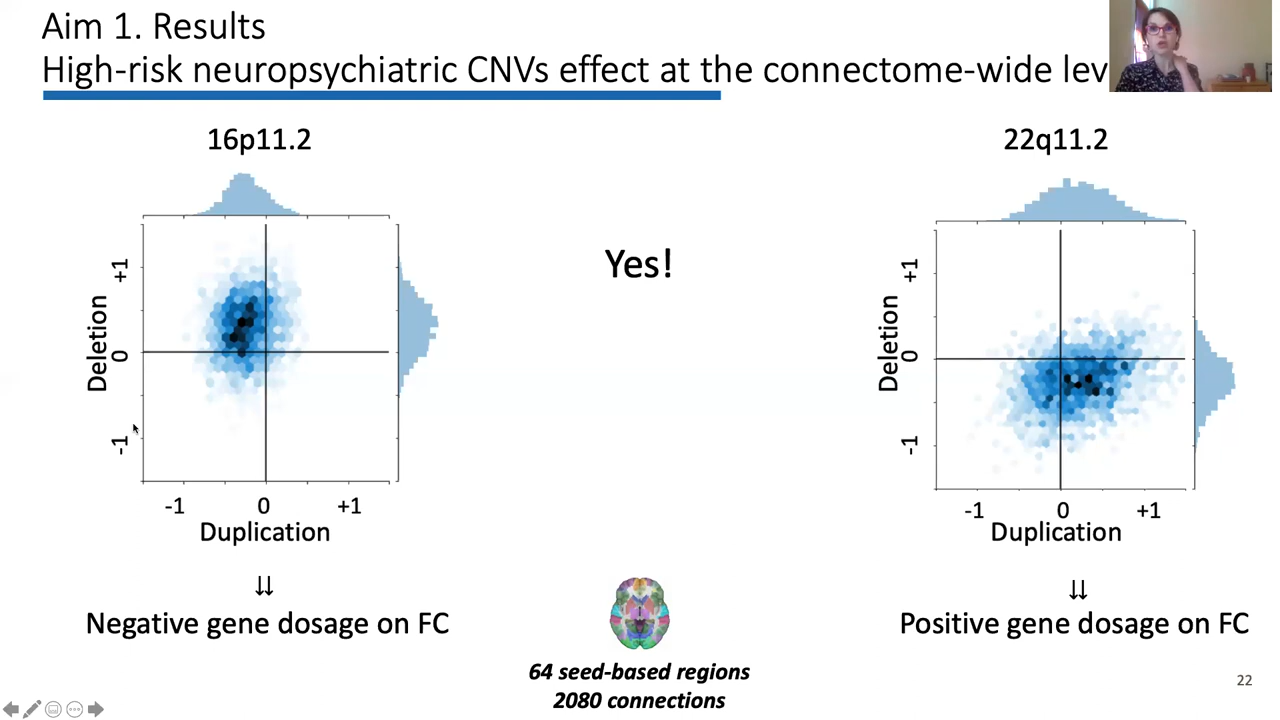 Aim 1. Results
High-risk neuropsychiatric CNVs effect at the connectome-wide lev
16p11.2
22q11.2
+1
0
-1
Deletion
-1 0 +1
Duplication
Yes!
+1
0
-1
Deletion
-1 0 +1
Duplication
⇊
Negative gene dosage on FC
⇊
Positive gene dosage on FC
64 seed-based regions
2080 connections
22